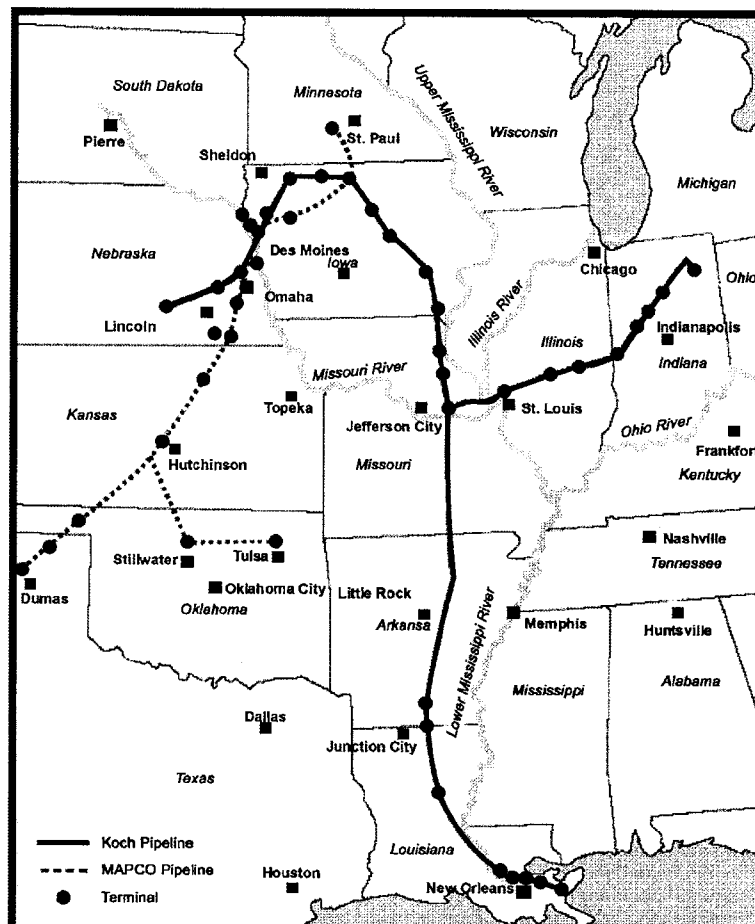 South Dakota
Minnesota
Upper Mississippi River
Pierre
St. Paul
Wisconsin
Sheldon
Michigan
Nebraska
Des Moines
Iowa
Chicago
Ohio
Omaha
Illinois River
Lincoln
Illinois
Indianapolis
Indiana
Missouri River
Kansas
Topeka
Jefferson City
St. Louis
Ohio River
Hutchinson
Missouri
Frankfor
Kentucky
Nashville
Stillwater
Tulsa
Tennessee
Dumas
Oklahoma City
Little Rock
Oklahoma
Arkansa
Memphis
Huntsville
Lower Mississippi River
Mississippi
Alabama
Dallas
Junction City
Texas
Koch Pipeline
Louisiana
MAPCO Pipeline
Houston
Terminal
New Orleans